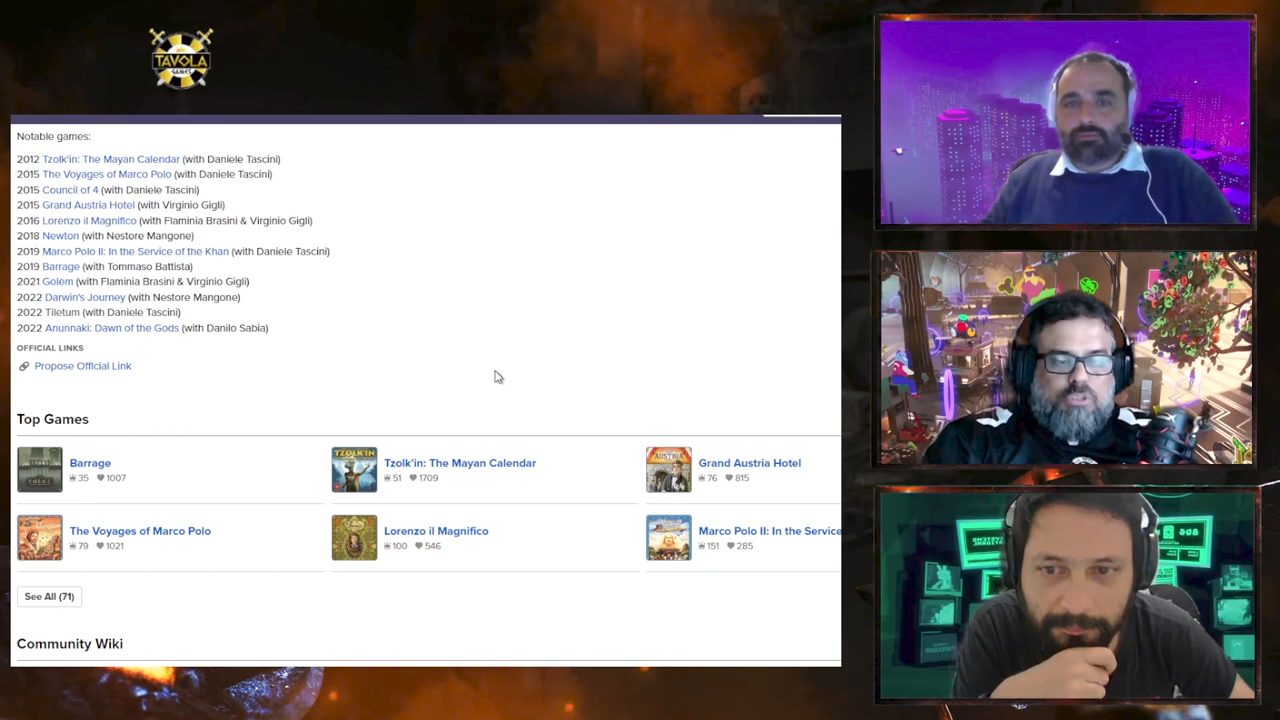 TAVOLA
GAMES
Notable games:
2012 Tzolk'in: The Mayan Calendar (with Daniele Tascini)
2015 The Voyages of Marco Polo (with Daniele Tascini)
2015 Council of 4 (with Daniele Tascini)
2015 Grand Austria Hotel (with Virginio Gigli)
2016 Lorenzo il Magnifico (with Flaminia Brasini & Virginio Gigli)
2018 Newton (with Nestore Mangone)
2019 Marco Polo II: In the Service of the Khan (with Daniele Tascini)
2019 Barrage (with Tommaso Battista)
2021 Golem (with Flaminia Brasini & Virginio Gigli)
2022 Darwin's Journey (with Nestore Mangone)
2022 Tiletum (with Daniele Tascini)
2022 Anunnaki: Dawn of the Gods (with Danilo Sabia)
OFFICIAL LINKS
Propose Official Link
Top Games
Barrage
35 1007
TZOLK'IN
Tzolk'in: The Mayan Calendar
51 1709
AUSTRIA
Grand Austria Hotel
76 815
The Voyages of Marco Polo
79 1021
Lorenzo il Magnifico
100 546
Marco Polo II: In the Service
151 285
See All (71)
Community Wiki